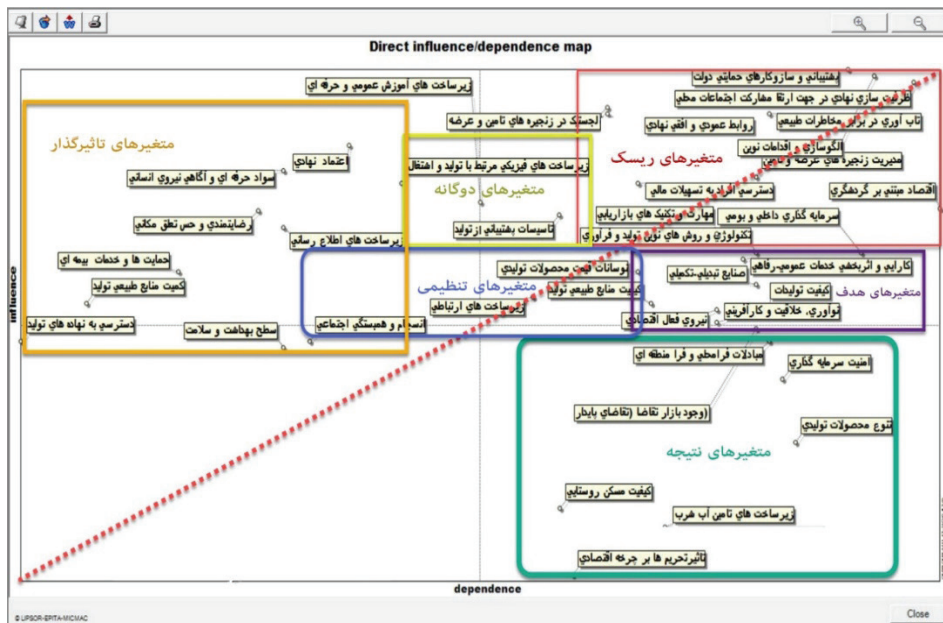 Direct influence/dependence map
زیرساخت های آموزش عمومی و حرفه ای
پشتیبانی و سازوکارهای حمایتی دولت
ظرفیت سازی نهادی در جهت ارتقا مشارکت اجتماعات محلی
لجستیک در زنجیره های تامین و عرضه
روابط عمودی و افقی نهادی
تاب آوری در برابر مخاطرات طبیعی
متغیرهای تاثیرگذار
الگوسازی و اقدامات نوین
متغیرهای ریسک
مدیریت زنجیره های عرضه و تامین
اعتماد نهادی
زیرساخت های فیزیکی مرتبط با تولید و اشتغال
سواد حرفه ای و آگاهی نیروی انسانی
متغیرهای دوگانه
دسترسی افراد به تسهیلات مالی
اقتصاد مبتنی بر گردشگری
رضایتمندی و حس تعلق مکانی
تاسیسات پشتیبانی از تولید
مهارت و تکنیک های بازاریابی
سرمایه گذاری داخلی و بومی
زیرساخت های اطلاع رسانی
تکنولوژی و روش های نوین تولید و فرآوری
حمایت ها و خدمات بیمه ای
نوسانات قیمت محصولات تولیدی
صنایع تبدیلی-تکمیلی
کارایی و اثربخشی خدمات عمومی-رفاهی
کمیت منابع طبیعی تولید
متغیرهای تنظیمی
کیفیت منابع طبیعی تولید
کیفیت تولیدات
متغیرهای هدف
زیرساخت های ارتباطی
نوآوری، خلاقیت و کارآفرینی
دسترسی به نهاده های تولید
سطح بهداشت و سلامت
انسجام و همبستگی اجتماعی
نیروی فعال اقتصادی
influence
مبادلات فرامحلی و فرا منطقه ای
امنیت سرمایه گذاری
(وجود بازار تقاضا (تقاضای پایدار
تنوع محصولات تولیدی
متغیرهای نتیجه
کیفیت مسکن روستایی
زیرساخت های تامین آب شرب
تاثیرتحریم ها بر چرخه اقتصادی
dependence
© LIPSOR-EPITA-MICMAC
Close